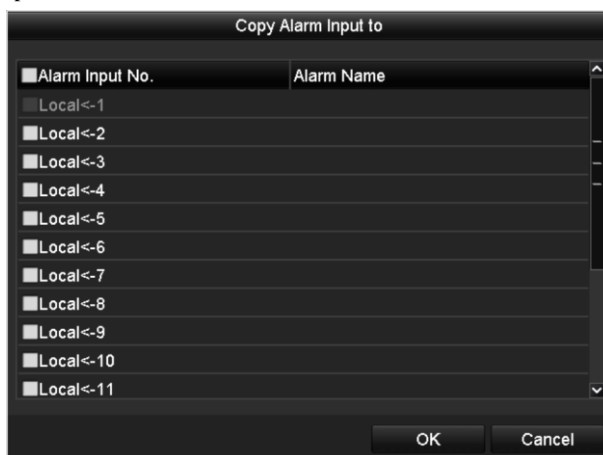 Copy Alarm Input to
Alarm Input No. Alarm Name
Local<-1
Local<-2
Local<-3
Local<-4
Local<-5
Local<-6
Local<-7
Local<-8
Local<-9
Local<-10
Local<-11
OK Cancel